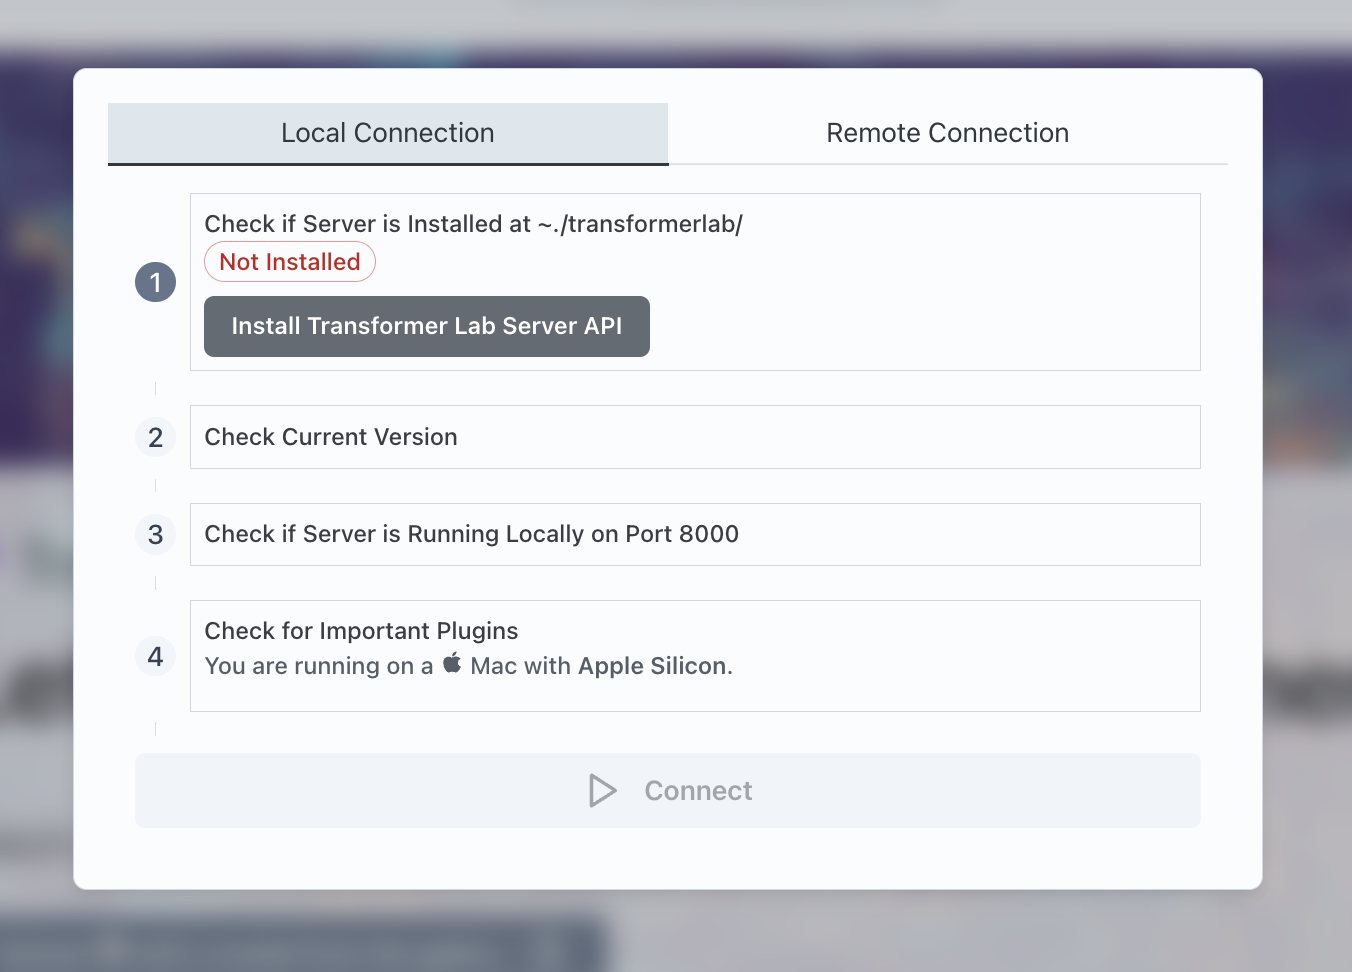 Local Connection
Remote Connection
1
Check if Server is Installed at ~./transformerlab/
Not Installed
Install Transformer Lab Server API
2
Check Current Version
3
Check if Server is Running Locally on Port 8000
4
Check for Important Plugins
You are running on a Mac with Apple Silicon.
Connect